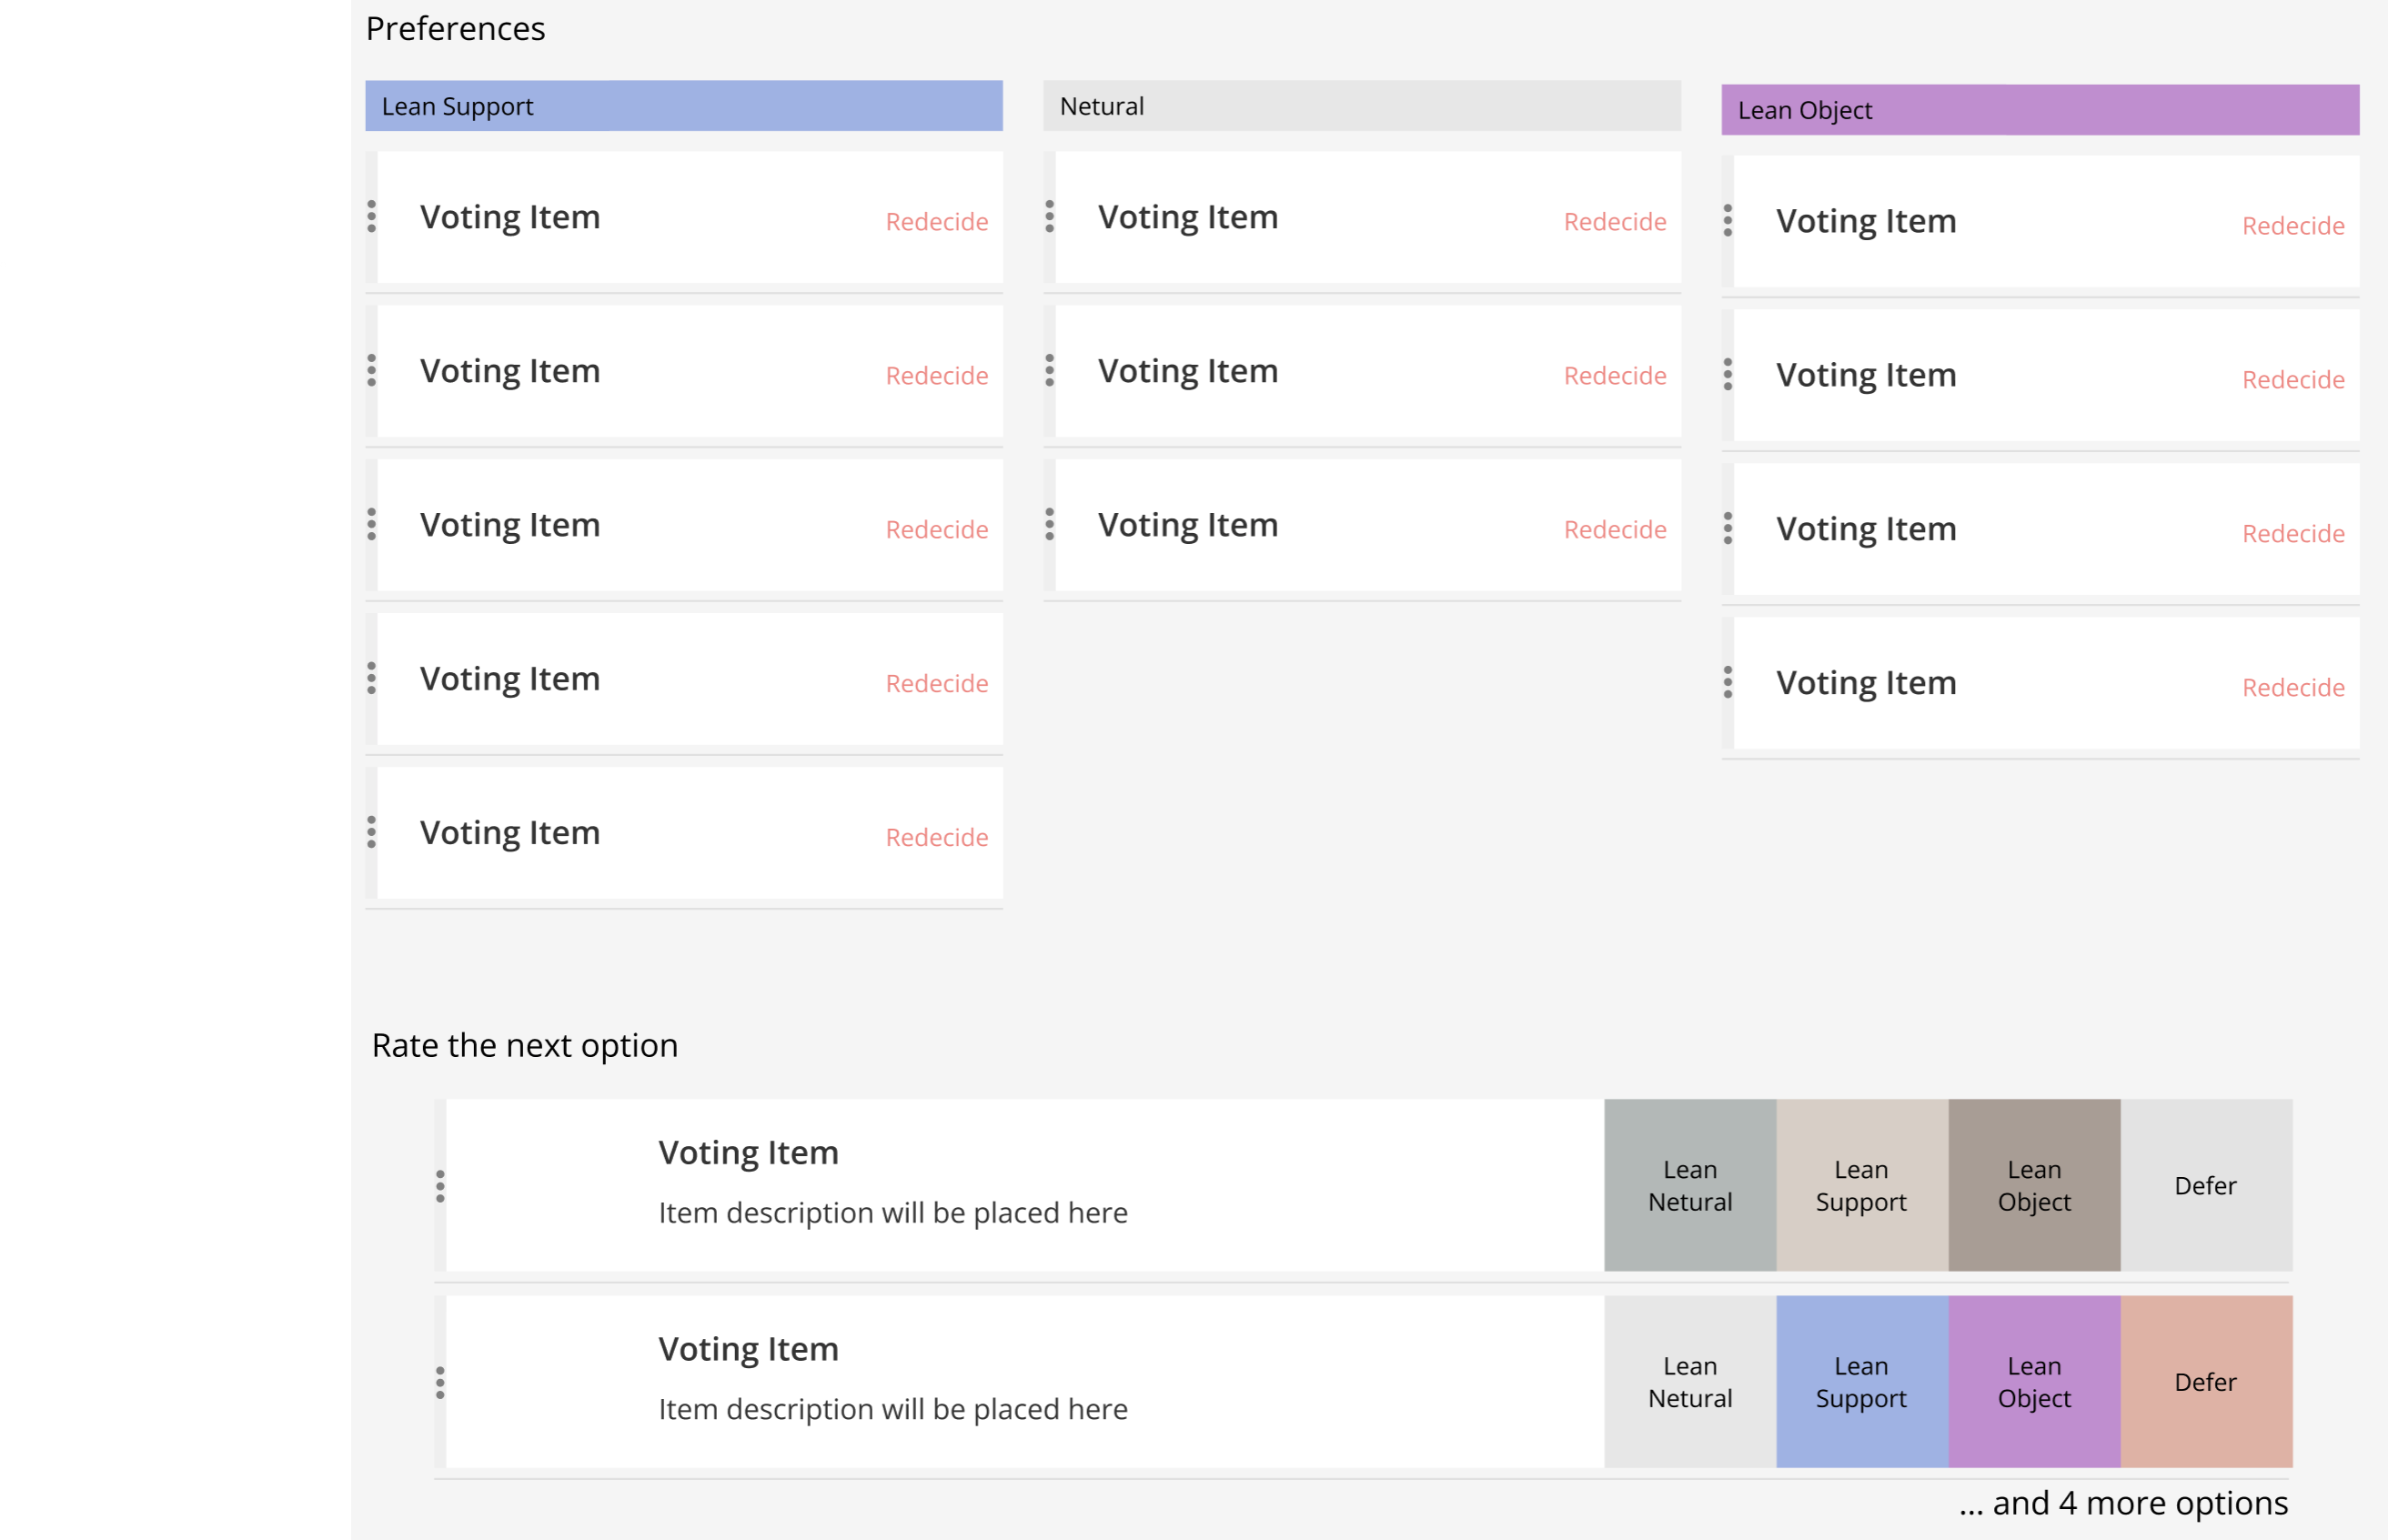 Preferences
Lean Support
Netural
Lean Object
Voting Item Redecide
Voting Item Redecide
Voting Item Redecide
Voting Item Redecide
Voting Item Redecide
Voting Item Redecide
Voting Item Redecide
Voting Item Redecide
Voting Item Redecide
Voting Item Redecide
Voting Item Redecide
Voting Item Redecide
Rate the next option
Voting Item
Item description will be placed here
Lean
Netural
Lean
Support
Lean
Object
Defer
Voting Item
Item description will be placed here
Lean
Netural
Lean
Support
Lean
Object
Defer
... and 4 more options